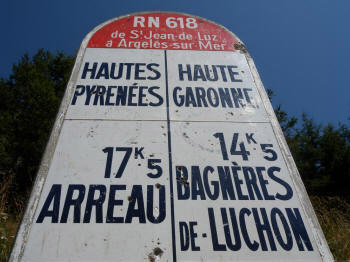 RN 618
de St Jean-de-Luz
à Argelès-sur-Mer
HAUTES
PYRÉNÉES
HAUTE-
GARONNE
17K5
ARREAU
14K5
BAGNÈRES
DE-LUCHON